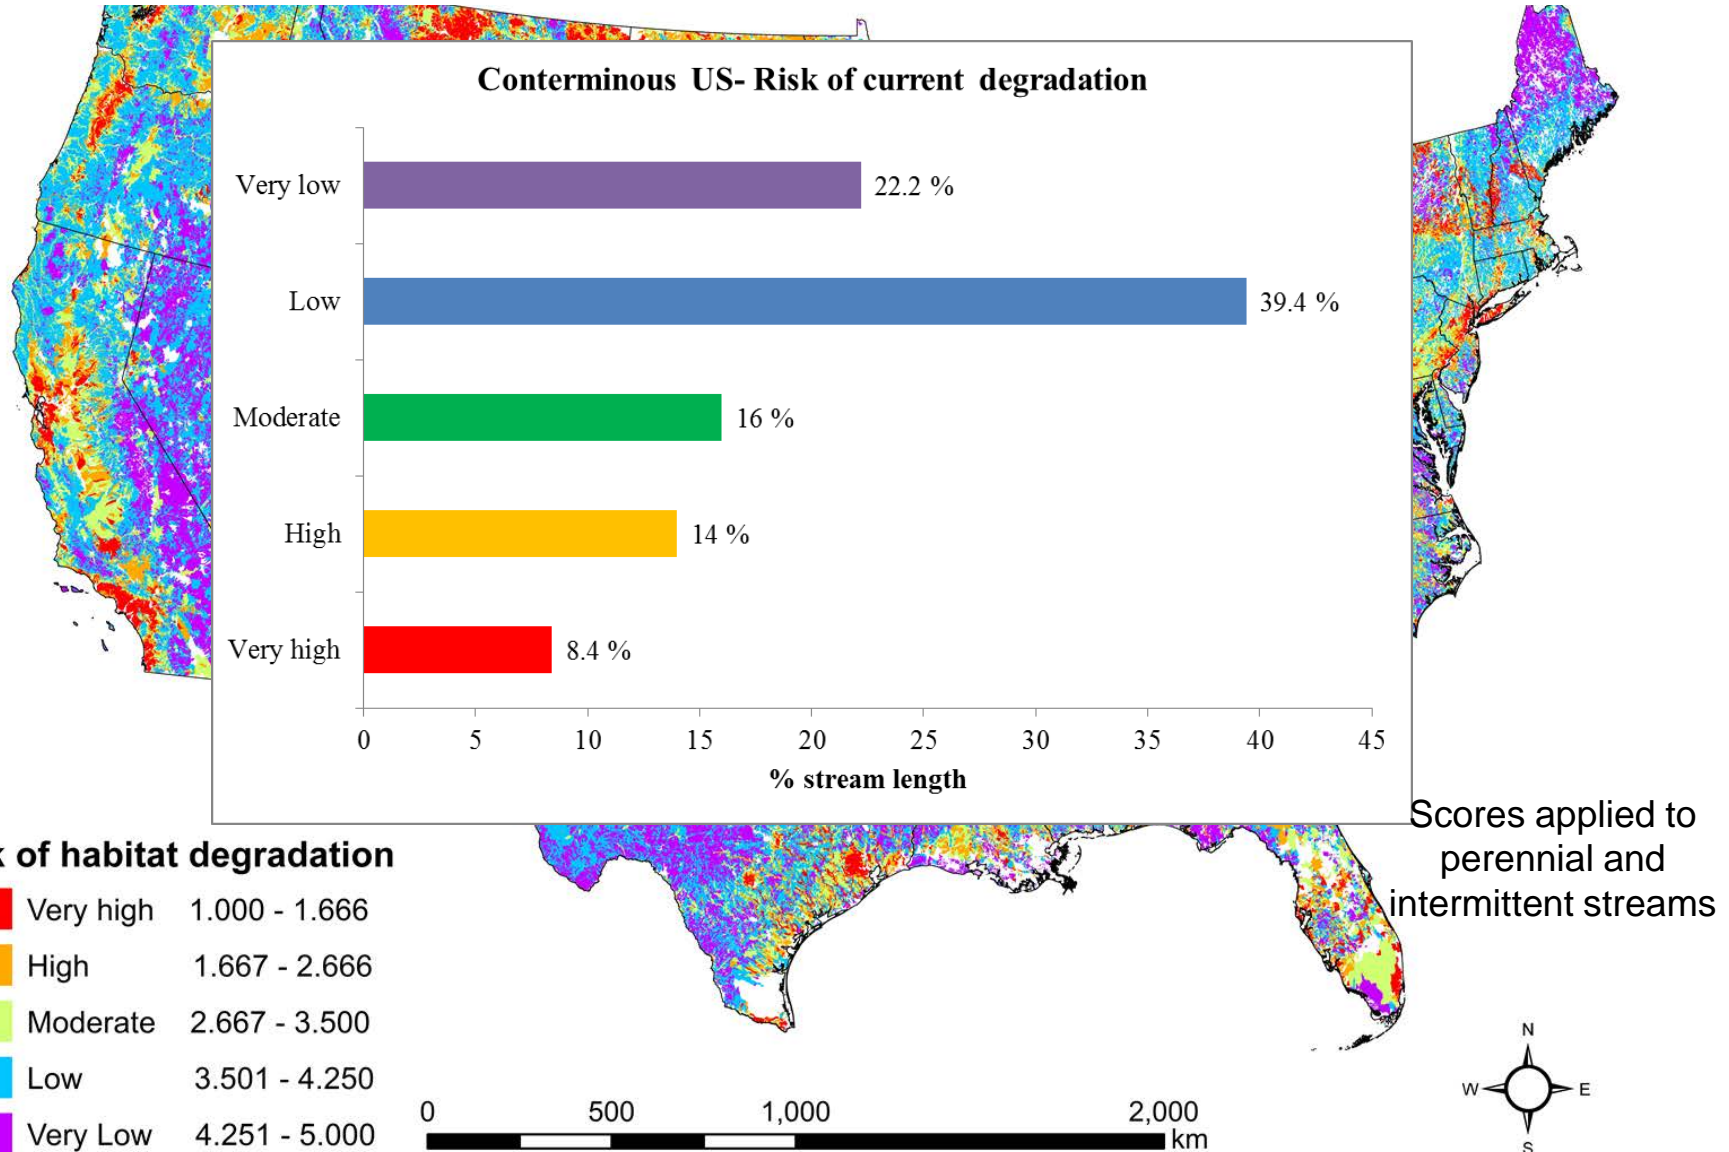 Conterminous US- Risk of current degradation
Very low
22.2 %
Low
39.4 %
Moderate
16 %
High
14 %
Very high
8.4 %
0 5 10 15 20 25 30 35 40 45
% stream length
Scores applied to
perennial and
intermittent streams
of habitat degradation
Very high 1.000 - 1.666
High 1.667 - 2.666
Moderate 2.667 - 3.500
Low 3.501 - 4.250
Very Low 4.251 - 5.000
0 500 1,000 2,000
km
N
W E
S